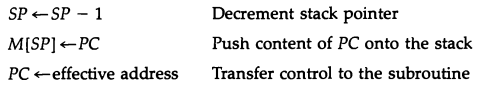 SP ← SP − 1 Decrement stack pointer
M[SP] ← PC Push content of PC onto the stack
PC ← effective address Transfer control to the subroutine